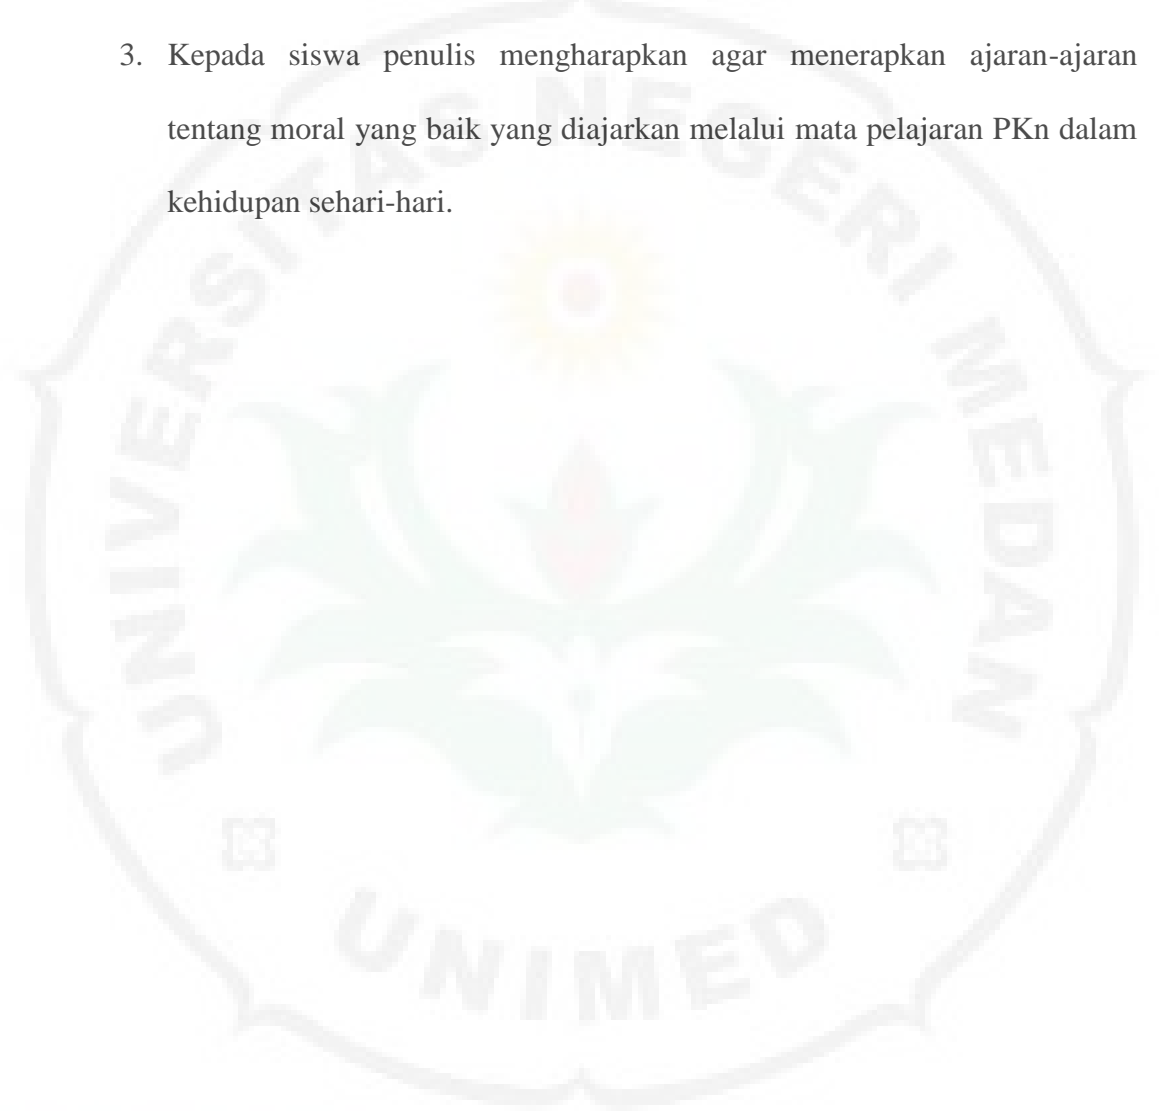 3. Kepada siswa penulis mengharapkan agar menerapkan ajaran-ajaran
tentang moral yang baik yang diajarkan melalui mata pelajaran PKn dalam
kehidupan sehari-hari.
UNIVERSITAS NEGERI MEDAN
UNIMED